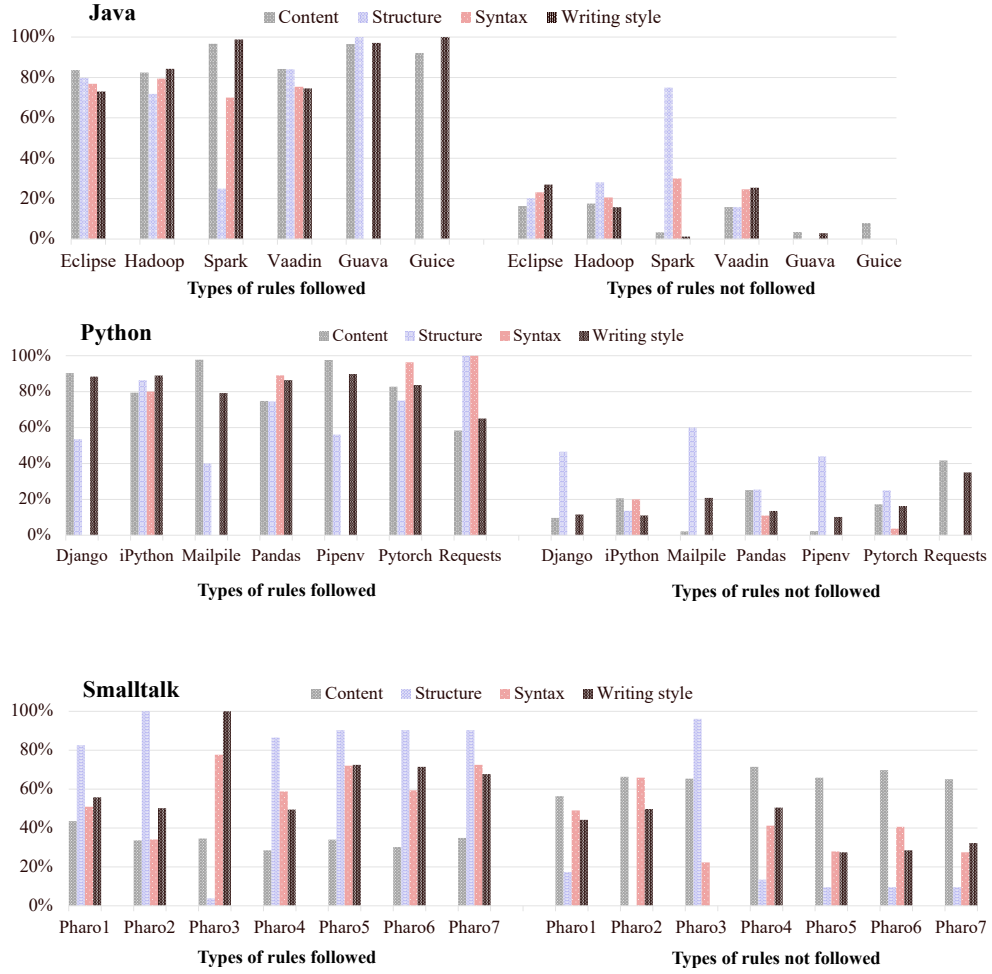 Java
Content Structure Syntax Writing style
100%
80%
60%
40%
20%
0%
Eclipse Hadoop Spark Vaadin Guava Guice Eclipse Hadoop Spark Vaadin Guava Guice
Types of rules followed Types of rules not followed
Python
Content Structure Syntax Writing style
100%
80%
60%
40%
20%
0%
Django iPython Mailpile Pandas Pipenv Pytorch Requests Django iPython Mailpile Pandas Pipenv Pytorch Requests
Types of rules followed Types of rules not followed
Smalltalk
Content Structure Syntax Writing style
100%
80%
60%
40%
20%
0%
Pharo1 Pharo2 Pharo3 Pharo4 Pharo5 Pharo6 Pharo7 Pharo1 Pharo2 Pharo3 Pharo4 Pharo5 Pharo6 Pharo7
Types of rules followed Types of rules not followed